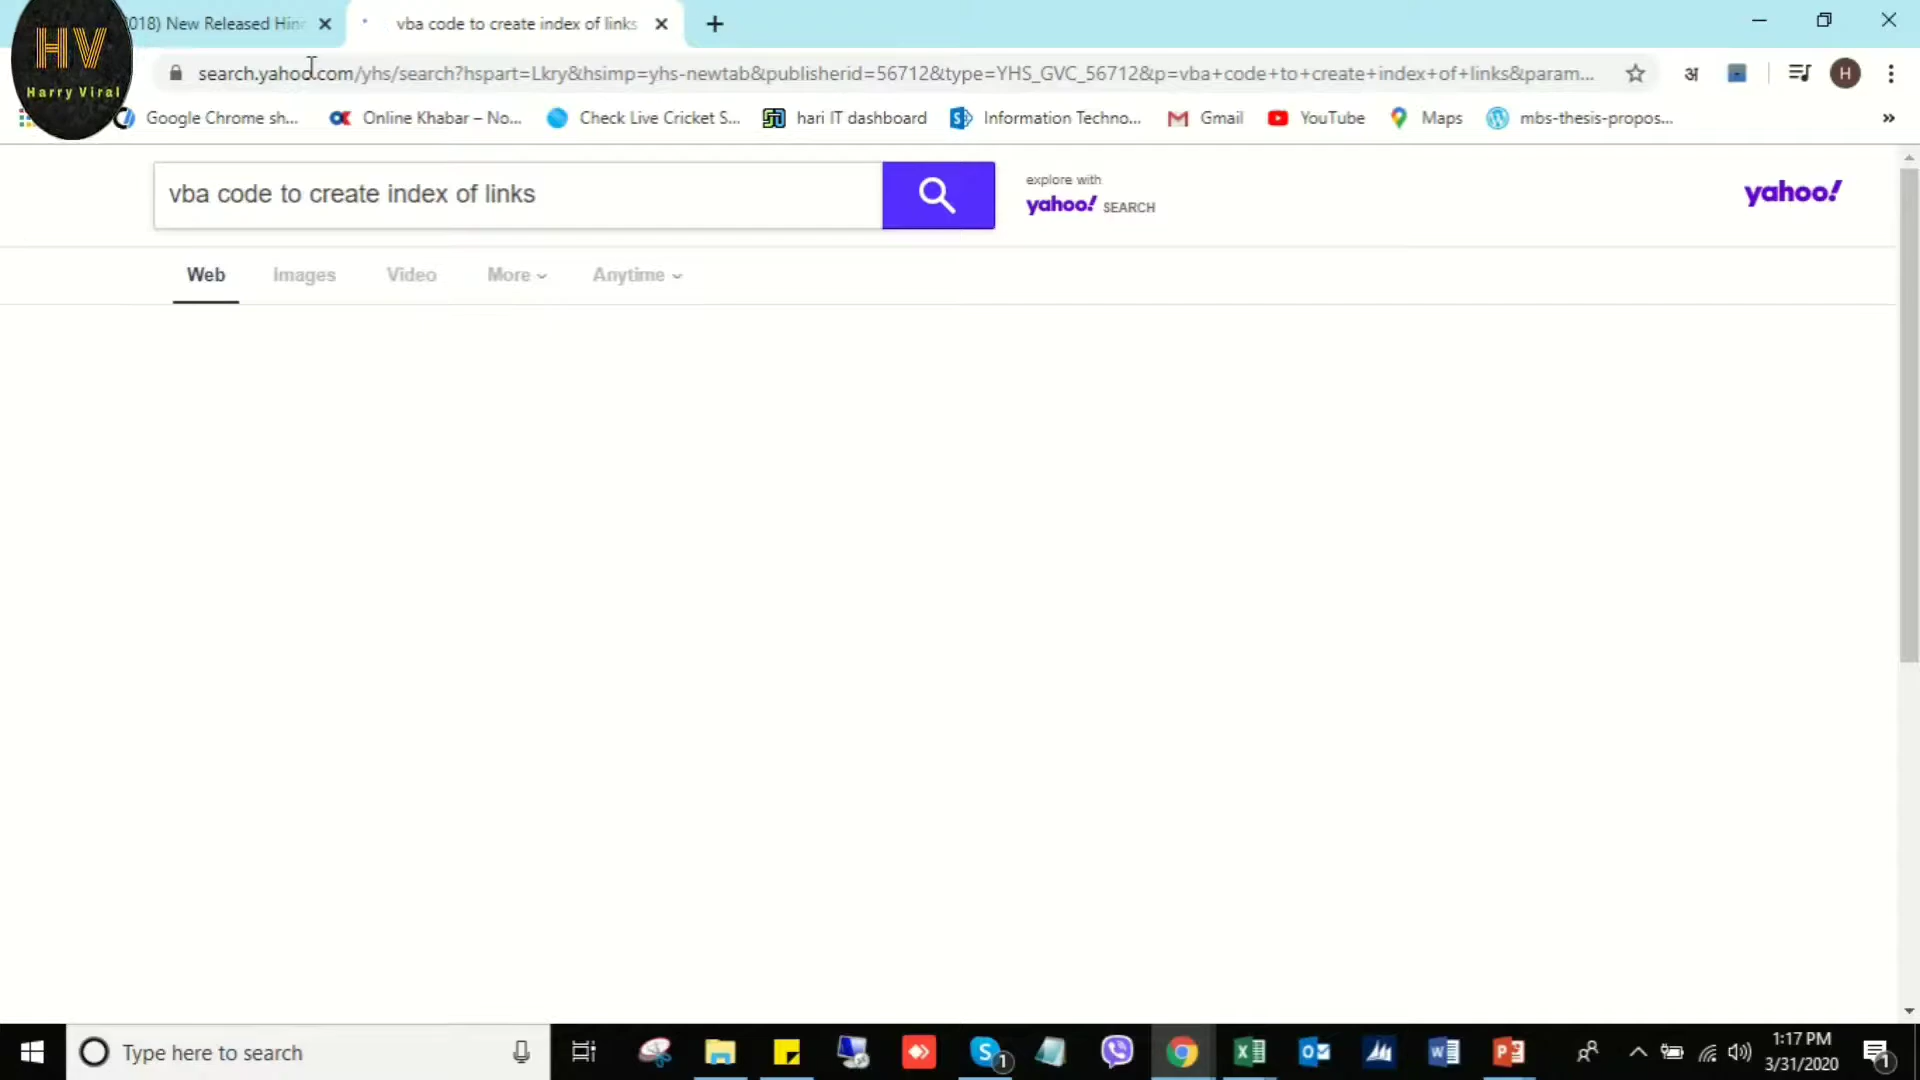 HV
Harry Viral
018) New Released Hin
vba code to create index of links
search.yahoo.com/yhs/search?hspart=Lkry&hsimp=yhs-newtab&publisherid=56712&type=YHS_GVC_56712&p=vba+code+to+create+index+of+links&param...
अ
H
Google Chrome sh...
Online Khabar – No...
Check Live Cricket S...
hari IT dashboard
Information Techno...
Gmail
YouTube
Maps
mbs-thesis-propos...
»
vba code to create index of links
explore with
yahoo! SEARCH
yahoo!
Web
Images
Video
More
Anytime
Type here to search
1
1:17 PM
3/31/2020
1